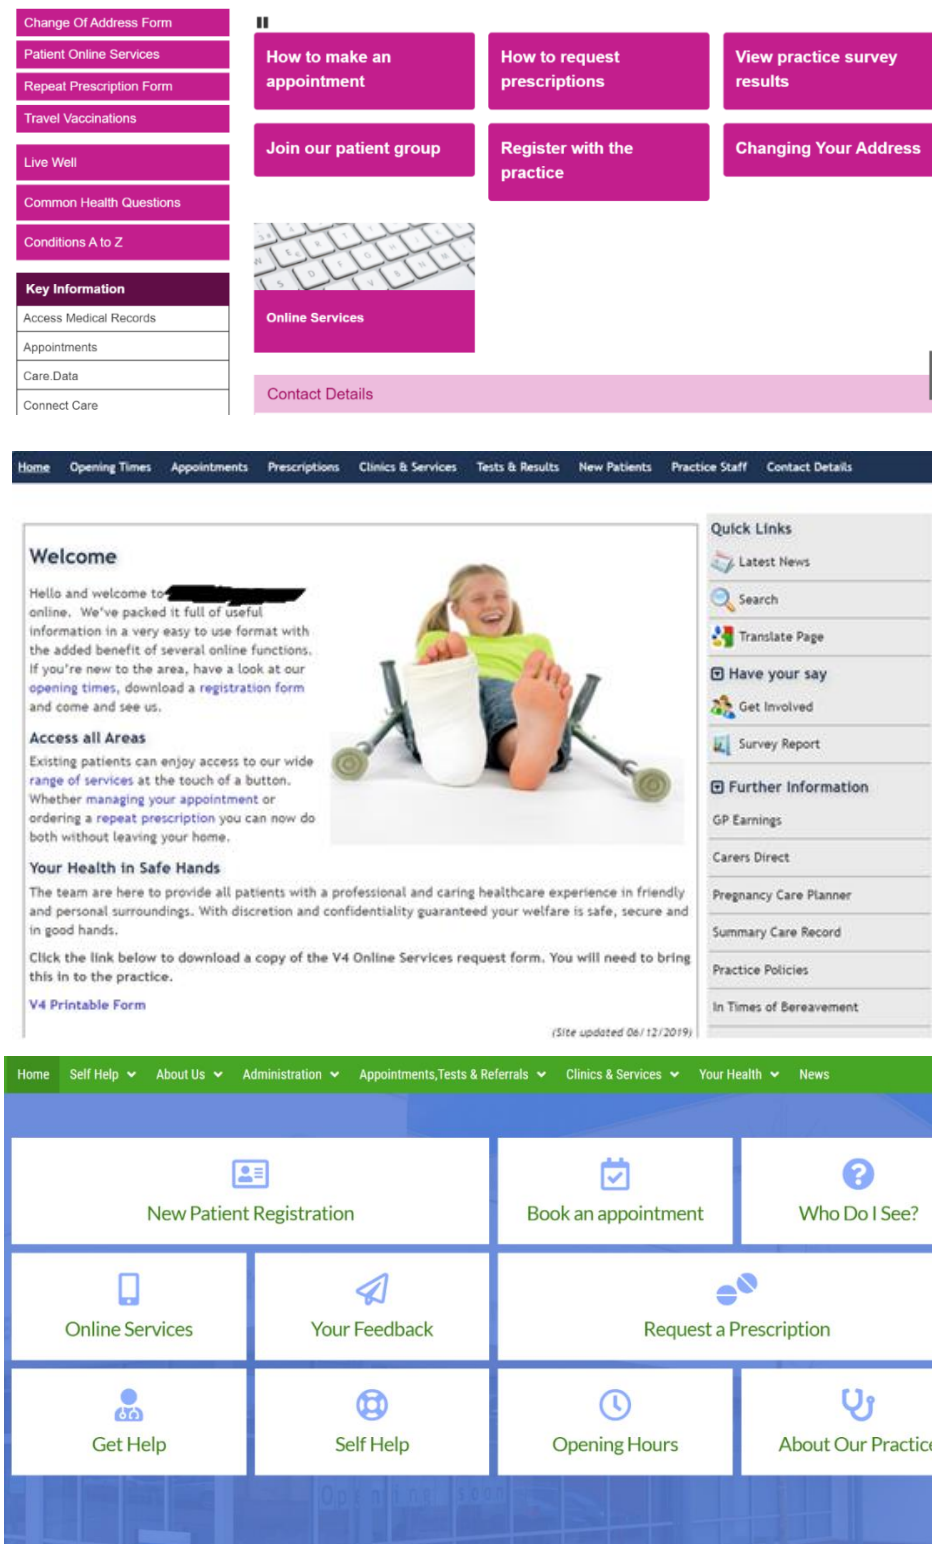 Change Of Address Form
Patient Online Services
Repeat Prescription Form
Travel Vaccinations
Live Well
Common Health Questions
Conditions A to Z
Key Information
Access Medical Records
Appointments
Care.Data
Connect Care
How to make an
appointment
How to request
prescriptions
View practice survey
results
Join our patient group
Register with the
practice
Changing Your Address
Online Services
Contact Details
Home Opening Times Appointments Prescriptions Clinics & Services Tests & Results New Patients Practice Staff Contact Details
Welcome
Hello and welcome to
online. We've packed it full of useful
information in a very easy to use format with
the added benefit of several online functions.
If you're new to the area, have a look at our
opening times, download a registration form
and come and see us.
Access all Areas
Existing patients can enjoy access to our wide
range of services at the touch of a button.
Whether managing your appointment or
ordering a repeat prescription you can now do
both without leaving your home.
Your Health in Safe Hands
The team are here to provide all patients with a professional and caring healthcare experience in friendly
and personal surroundings. With discretion and confidentiality guaranteed your welfare is safe, secure and
in good hands.
Click the link below to download a copy of the V4 Online Services request form. You will need to bring
this in to the practice.
V4 Printable Form
(Site updated 06/12/2019)
Quick Links
Latest News
Search
Translate Page
Have your say
Get Involved
Survey Report
Further Information
GP Earnings
Carers Direct
Pregnancy Care Planner
Summary Care Record
Practice Policies
In Times of Bereavement
Home Self Help About Us Administration Appointments,Tests & Referrals Clinics & Services Your Health News
New Patient Registration
Book an appointment
Who Do I See?
Online Services
Your Feedback
Request a Prescription
Get Help
Self Help
Opening Hours
About Our Practice